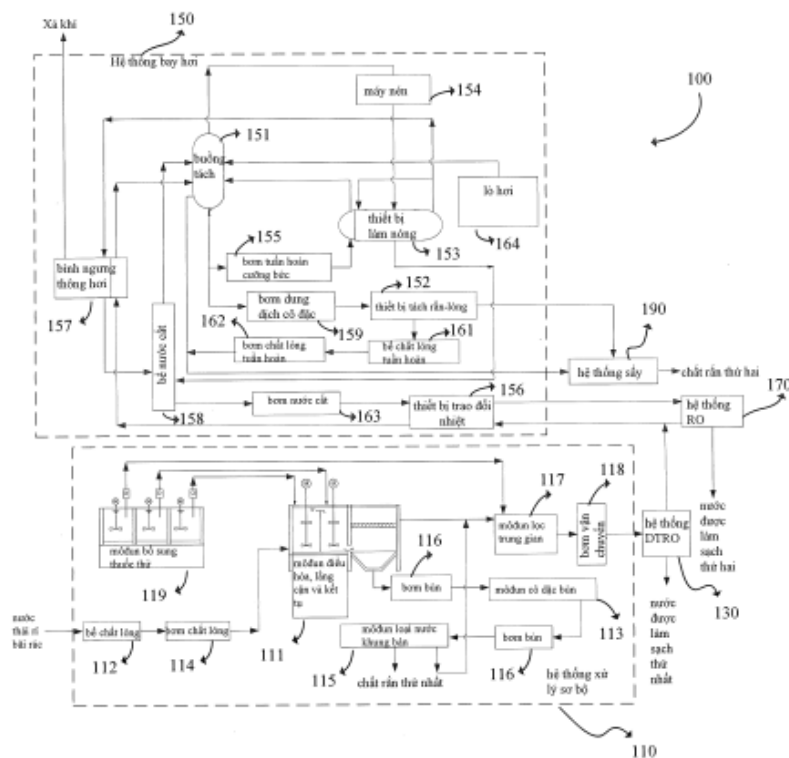 Xả khí
150
Hệ thống bay hơi
100
máy nén
154
151
buồng
tách
lò hơi
164
thiết bị
làm nóng
153
155
bơm tuần hoàn
cưỡng bức
152
bình ngưng
thông hơi
157
bơm dung
dịch cô đặc
159
thiết bị tách rắn-lỏng
190
162
bơm chất lỏng
tuần hoàn
161
bể chất lỏng
tuần hoàn
bể nước cất
158
hệ thống sấy
chất rắn thứ hai
156
170
bơm nước cất
163
thiết bị trao đổi
nhiệt
hệ thống
RO
117
118
môđun lọc
trung gian
bơm vận
chuyển
hệ thống
DTRO
130
nước
được
làm
sạch
thứ hai
môđun bổ sung
thuốc thử
119
môđun điều
hòa, lắng
cặn và kết
tụ
111
116
bơm bùn
môđun cô đặc bùn
113
nước
thải rỉ
bãi rác
bể chất lỏng
112
bơm chất lỏng
114
môđun loại nước
khung bản
115
bơm bùn
116
nước
được
làm
sạch
thứ
nhất
chất rắn thứ nhất
hệ thống xử
lý sơ bộ
110